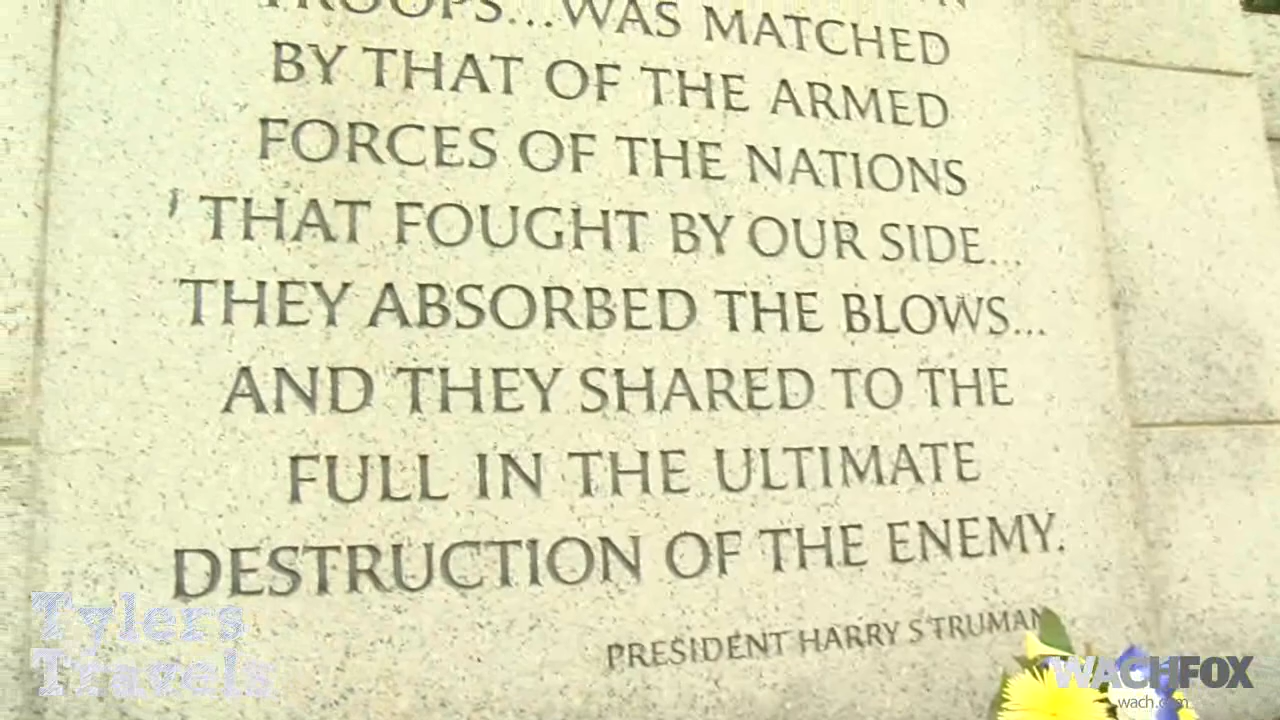 TROOPS...WAS MATCHED
BY THAT OF THE ARMED
FORCES OF THE NATIONS
THAT FOUGHT BY OUR SIDE...
THEY ABSORBED THE BLOWS...
AND THEY SHARED TO THE
FULL IN THE ULTIMATE
DESTRUCTION OF THE ENEMY.
PRESIDENT HARRY S TRUMAN
Tylers
Travels
WACHFOX
wach.com